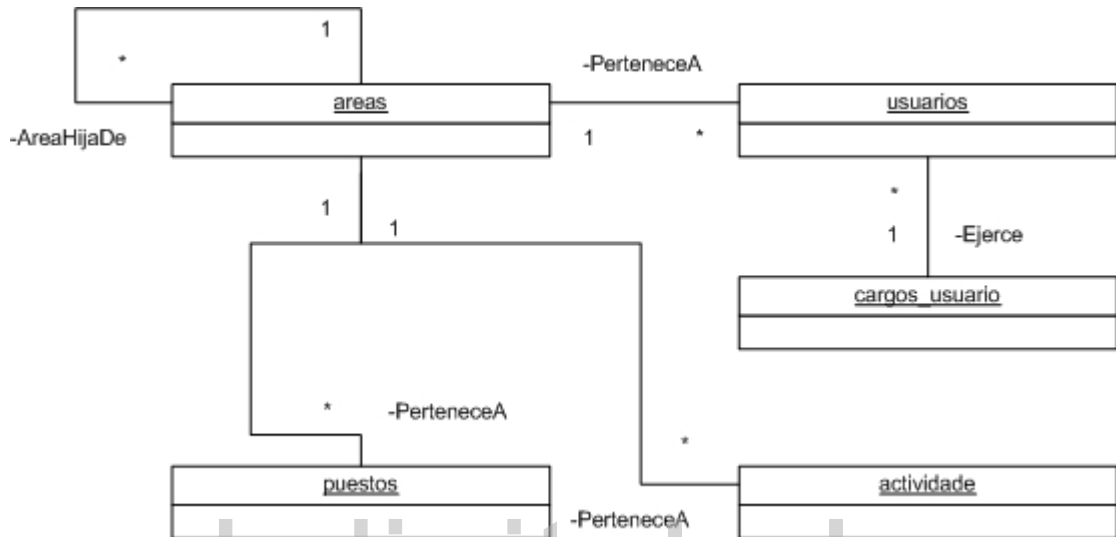 1
*
-PerteneceA
areas
usuarios
-AreaHijaDe
1
*
*
1
1
1
-Ejerce
cargos_usuario
*
-PerteneceA
*
puestos
actividade
-PerteneceA